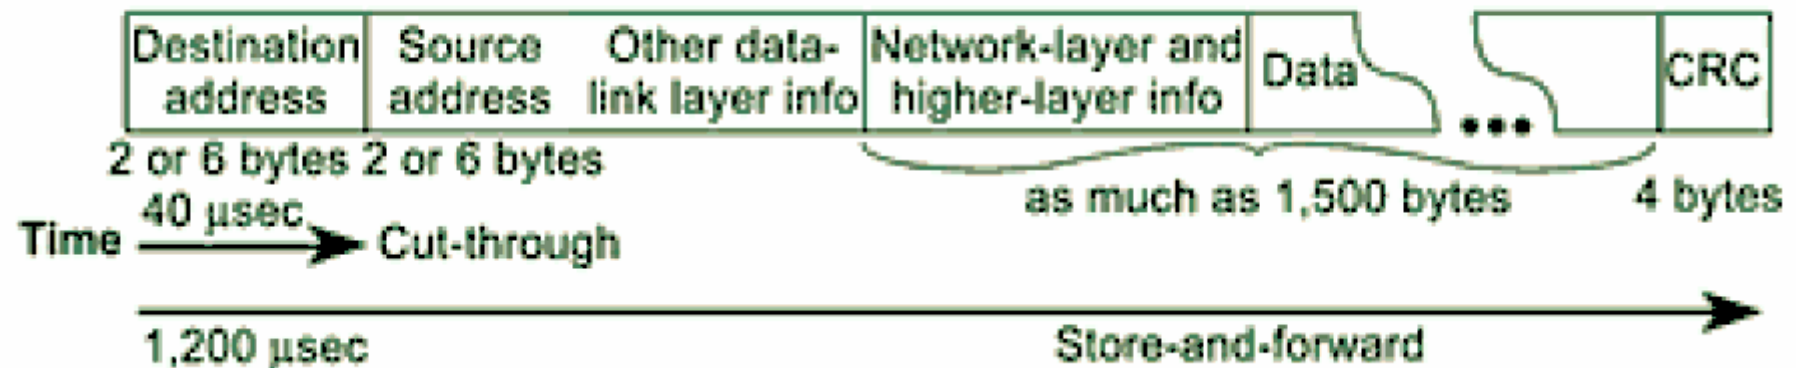 Destination address
Source address
Other data-
link layer info
Network-layer and
higher-layer info
Data
•••
CRC
2 or 6 bytes
2 or 6 bytes
as much as 1,500 bytes
4 bytes
40 µsec
Time
Cut-through
1,200 µsec
Store-and-forward